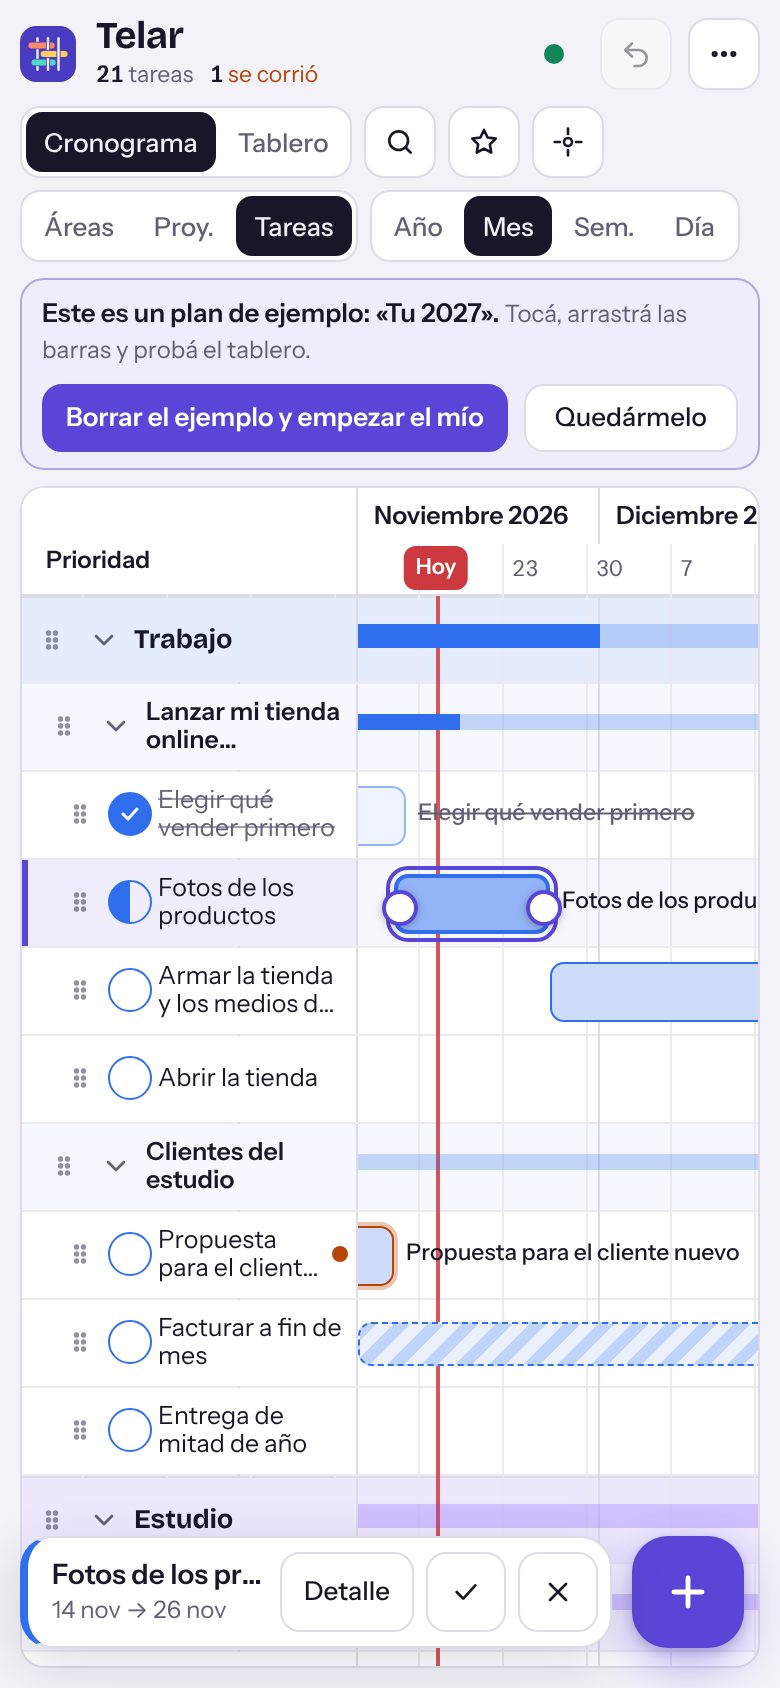 Telar
21 tareas 1 se corrió
Cronograma Tablero
Áreas Proy. Tareas Año Mes Sem. Día
Este es un plan de ejemplo: «Tu 2027». Tocá, arrastrá las
barras y probá el tablero.
Borrar el ejemplo y empezar el mío Quedármelo
Noviembre 2026 Diciembre 2
Prioridad Hoy 23 30 7
Trabajo
Lanzar mi tienda
online...
Elegir qué
vender primero
Elegir qué vender primero
Fotos de los
productos
Fotos de los produ
Armar la tienda
y los medios d...
Abrir la tienda
Clientes del
estudio
Propuesta
para el client...
Propuesta para el cliente nuevo
Facturar a fin de
mes
Entrega de
mitad de año
Estudio
Fotos de los pr...
14 nov → 26 nov
Detalle